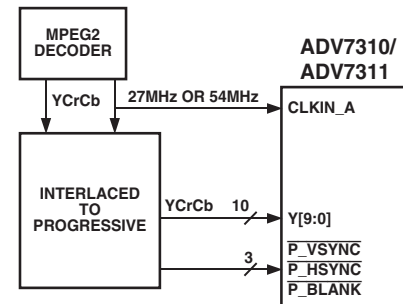 MPEG2
DECODER
YCrCb
27MHz OR 54MHz
ADV7310/
ADV7311
CLKIN_A
INTERLACED
TO
PROGRESSIVE
YCrCb
10
Y[9:0]
3
P_VSYNC
P_HSYNC
P_BLANK